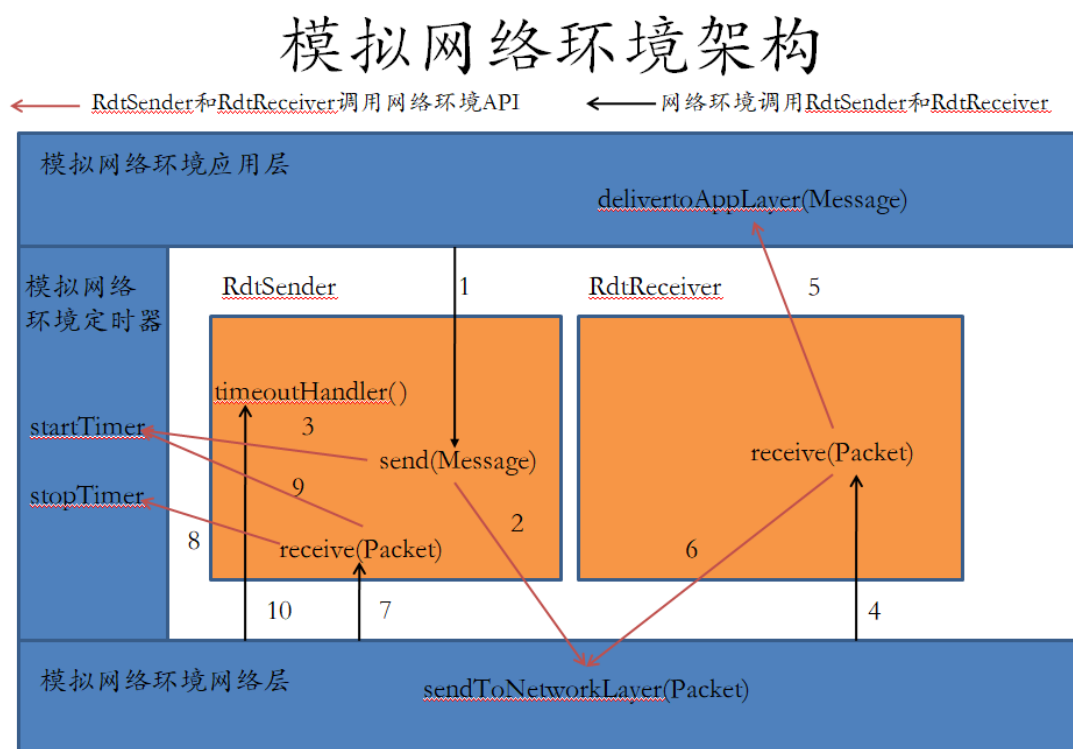 模拟网络环境架构
RdtSender和RdtReceiver调用网络环境API
网络环境调用RdtSender和RdtReceiver
模拟网络环境应用层
delivertoAppLayer(Message)
模拟网络
环境定时器
RdtSender
1
RdtReceiver
5
timeoutHandler()
startTimer
3
send(Message)
receive(Packet)
9
stopTimer
2
8
receive(Packet)
6
10
7
4
模拟网络环境网络层
sendToNetworkLayer(Packet)